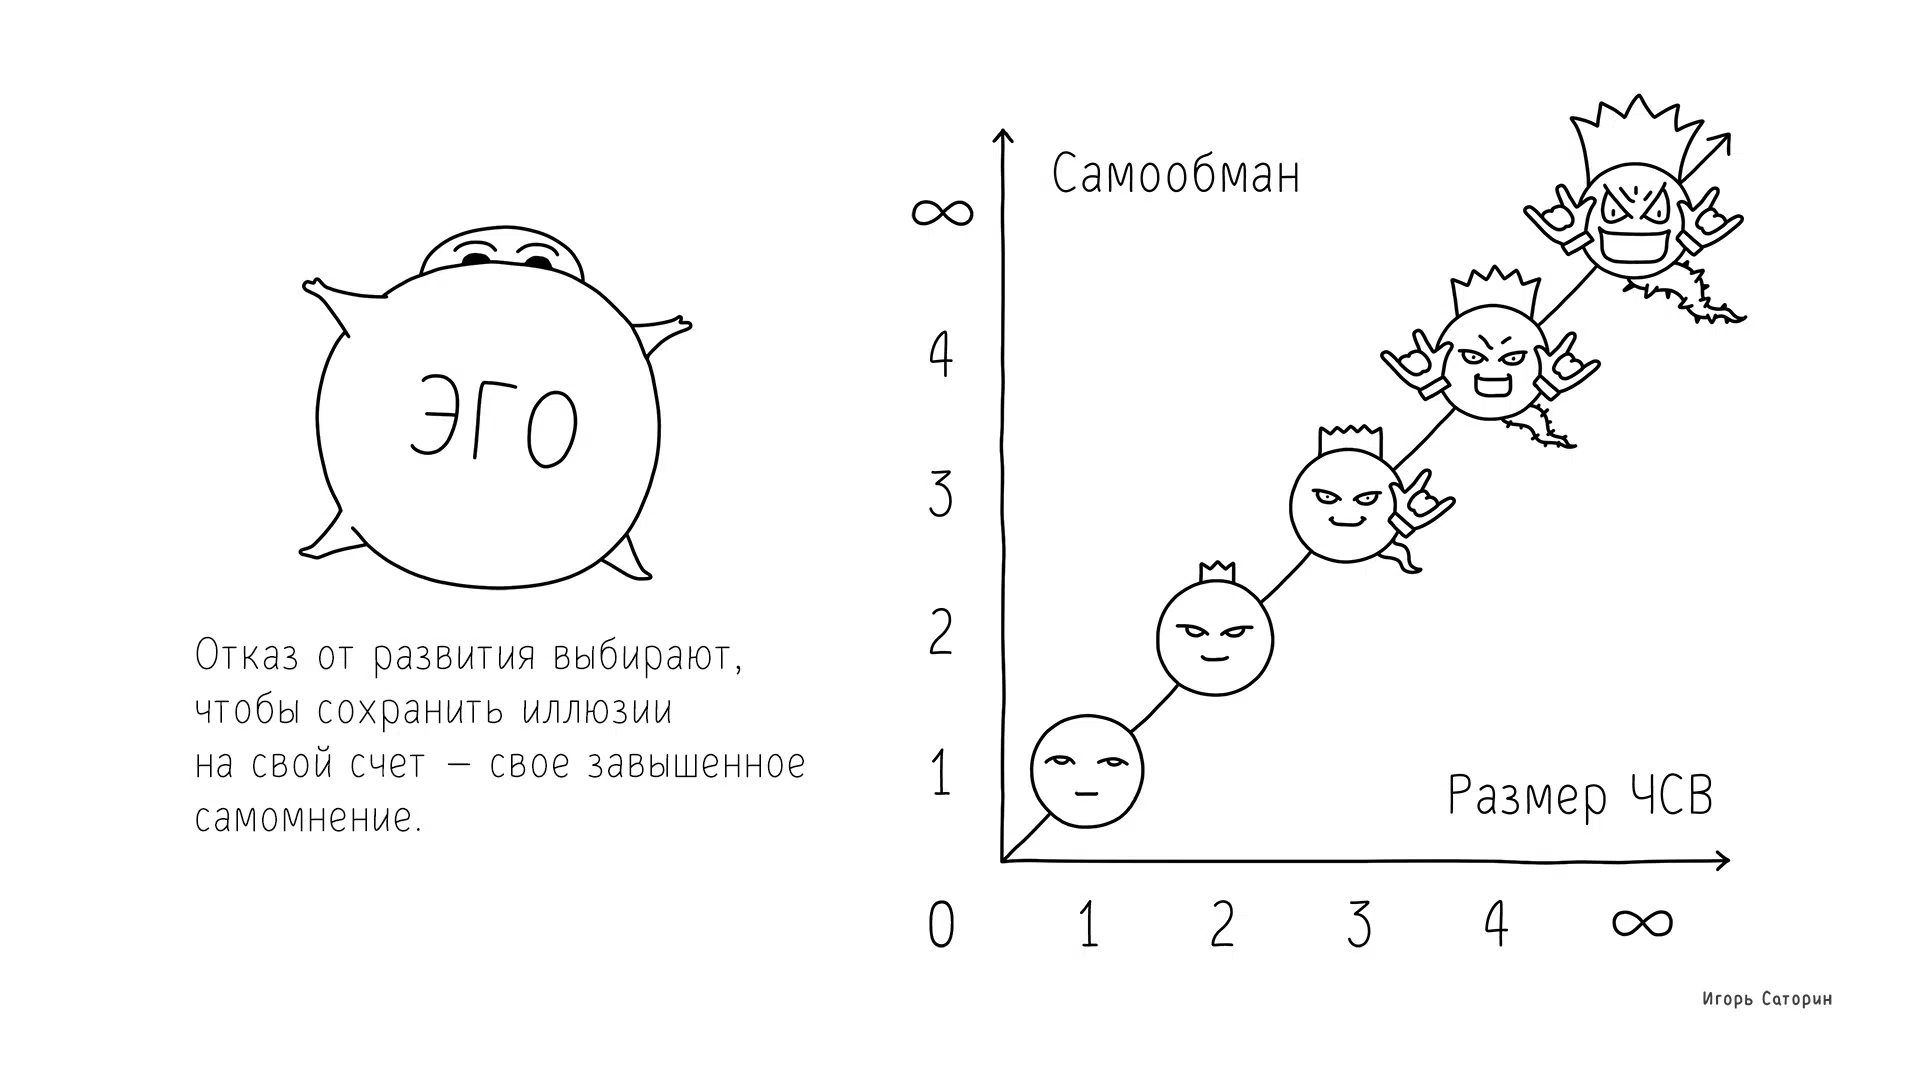 ЭГО
Отказ от развития выбирают,
чтобы сохранить иллюзии
на свой счет – свое завышенное
самомнение.
Самообман
∞
4
3
2
1
Размер ЧСВ
0 1 2 3 4 ∞
Игорь Саторин